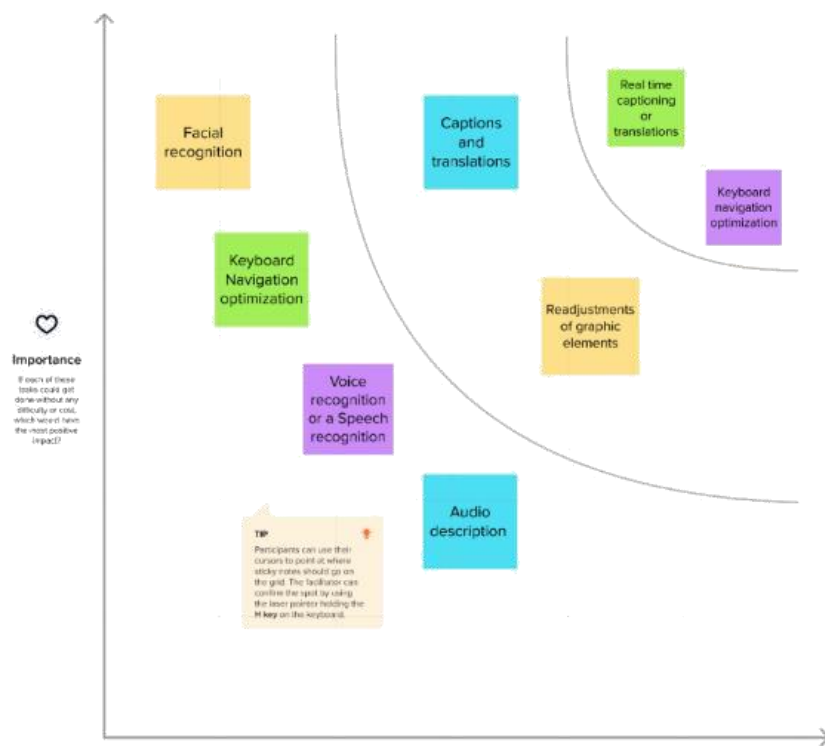 Facial
recognition
Captions
and
translations
Real time
captioning
or
translations
Keyboard
navigation
optimization
Keyboard
Navigation
optimization
Readjustments
of graphic
elements
Importance
If each of these
tasks could get
done without any
difficulty or cost,
which would have
the most positive
impact?
Voice
recognition
or a Speech
recognition
Audio
description
TIP
Participants can use their
cursors to point at where
sticky notes should go on
the grid. The facilitator can
confirm the spot by using
the laser pointer holding the
H key on the keyboard.